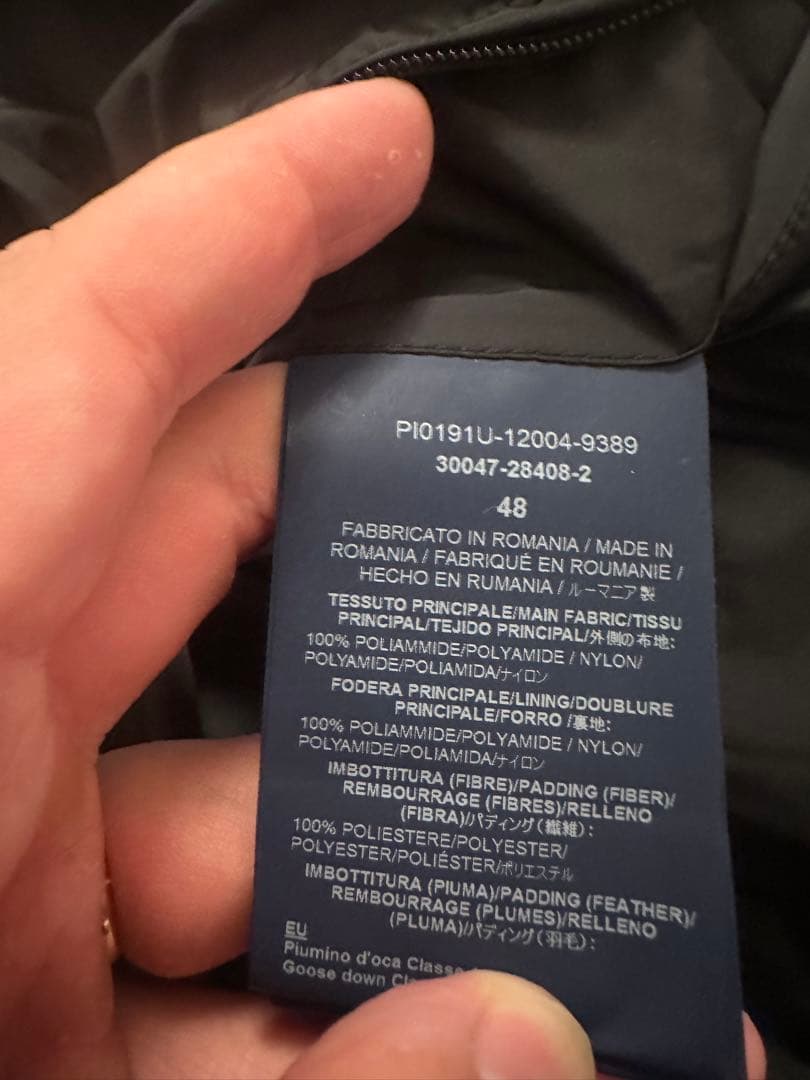 PI0191U-12004-9389
30047-28408-2
48
FABBRICATO IN ROMANIA / MADE IN
ROMANIA / FABRIQUÉ EN ROUMANIE /
HECHO EN RUMANIA / ルーマニア製
TESSUTO PRINCIPALE/MAIN FABRIC/TISSU
PRINCIPAL/TEJIDO PRINCIPAL/外側の布地:
100% POLIAMMIDE/POLYAMIDE / NYLON/
POLYAMIDE/POLIAMIDA/ナイロン
FODERA PRINCIPALE/LINING/DOUBLURE
PRINCIPALE/FORRO /裏地:
100% POLIAMMIDE/POLYAMIDE / NYLON/
POLYAMIDE/POLIAMIDA/ナイロン
IMBOTTITURA (FIBRE)/PADDING (FIBER)/
REMBOURRAGE (FIBRES)/RELLENO
(FIBRA)/パディング(繊維):
100% POLIESTERE/POLYESTER/
POLYESTER/POLIÉSTER/ポリエステル
IMBOTTITURA (PIUMA)/PADDING (FEATHER)/
REMBOURRAGE (PLUMES)/RELLENO
(PLUMA)/パディング(羽毛):
EU
Piumino d'oca Classe
Goose down